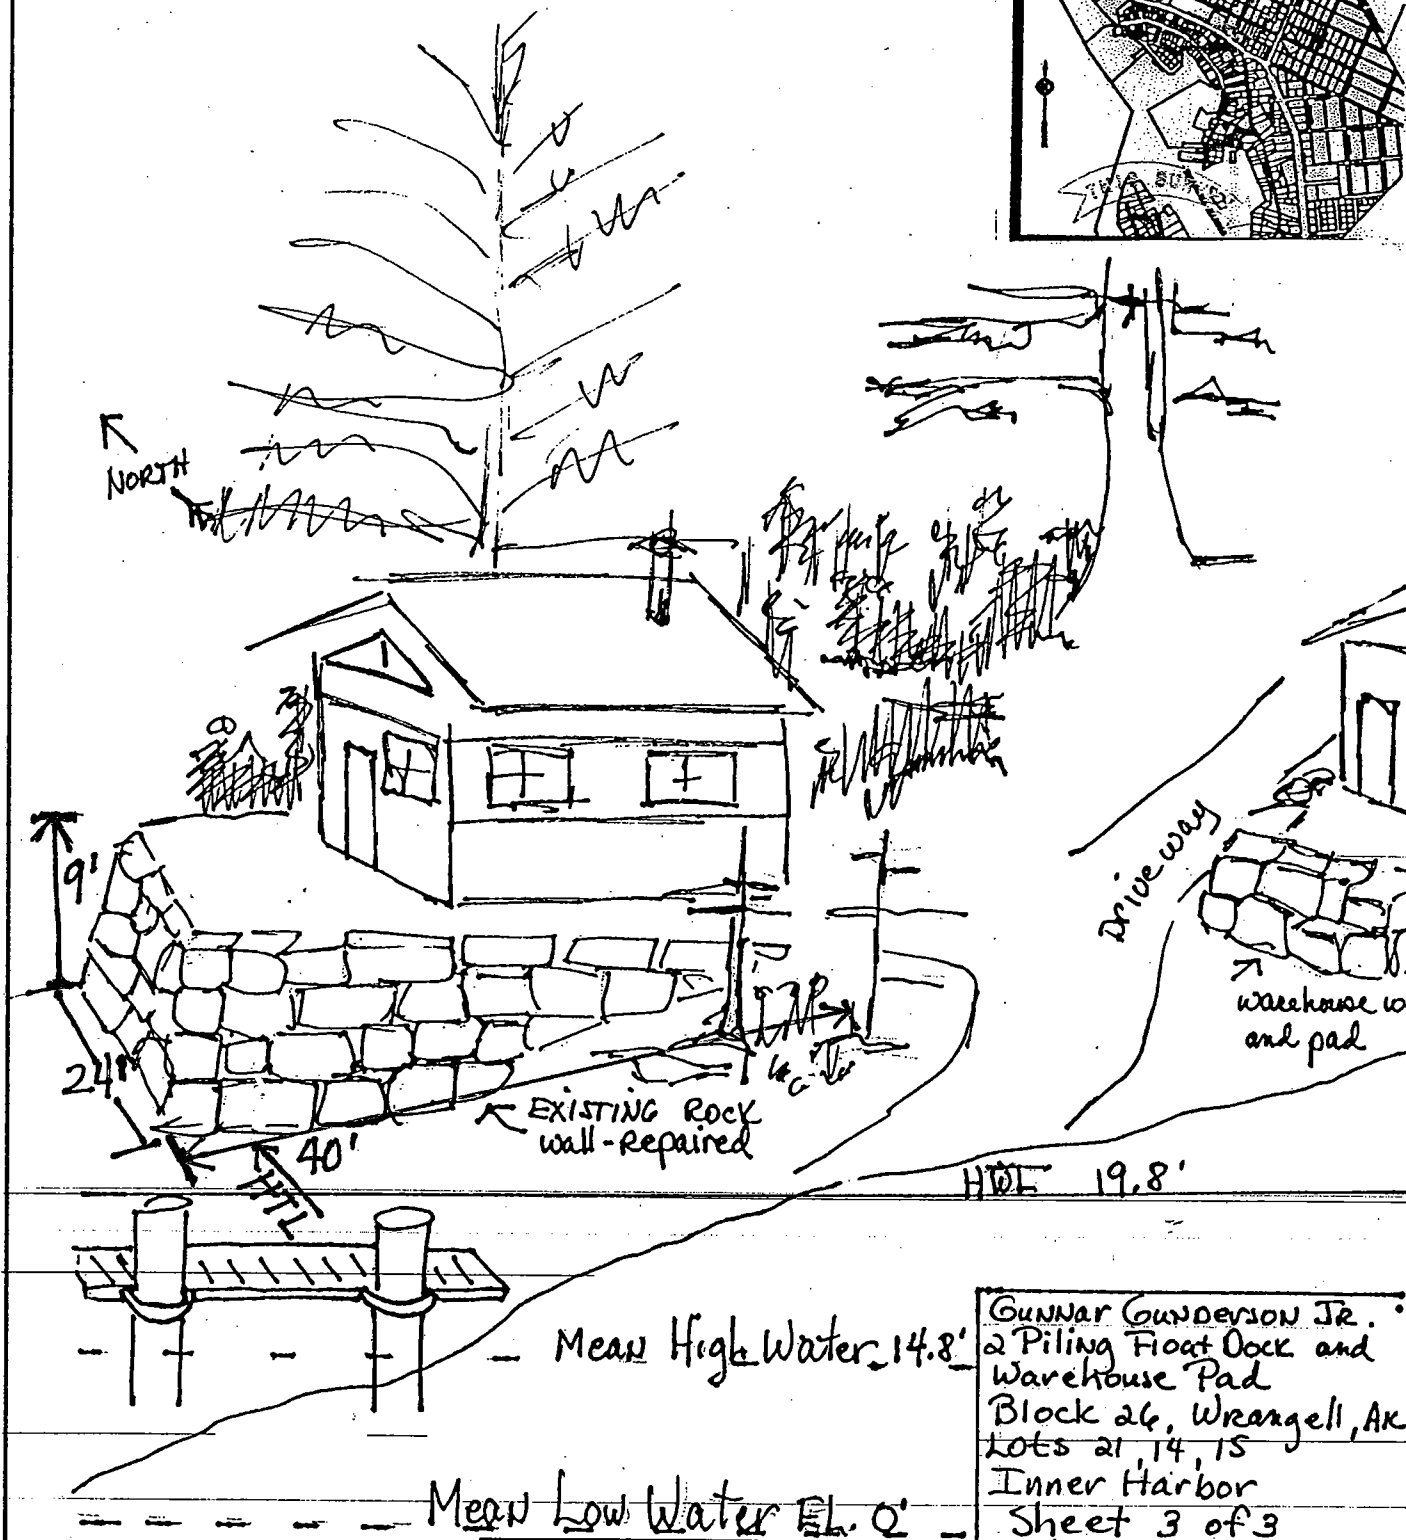 THIS SURVEY
NORTH
9'
Driveway
warehouse
and pad
24'
EXISTING ROCK
wall-Repaired
40'
HTL
19.8'
Mean High Water 14.8'
Gunnar Gunderson Jr.
2 Piling Float Dock and
Warehouse Pad
Block 26, Wrangell, AK
Lots 21, 14, 15
Inner Harbor
Sheet 3 of 3
Mean Low Water EL. 0'